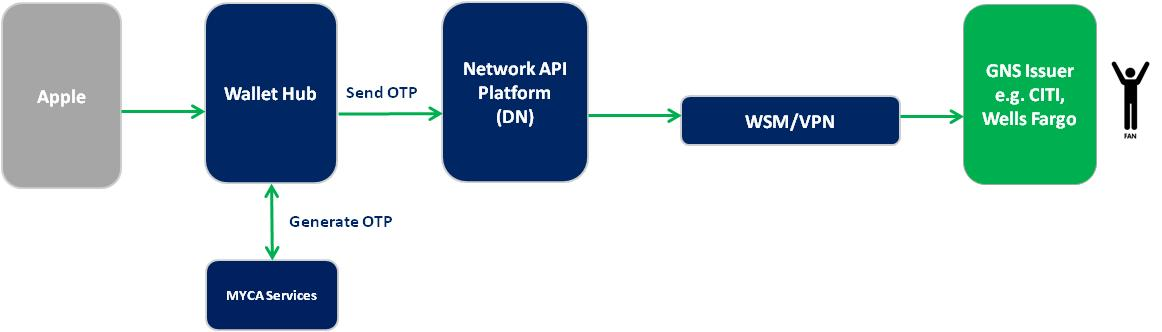 Apple
Wallet Hub
Send OTP
Network API
Platform
(DN)
WSM/VPN
GNS Issuer
e.g. CITI,
Wells Fargo
FAN
Generate OTP
MYCA Services